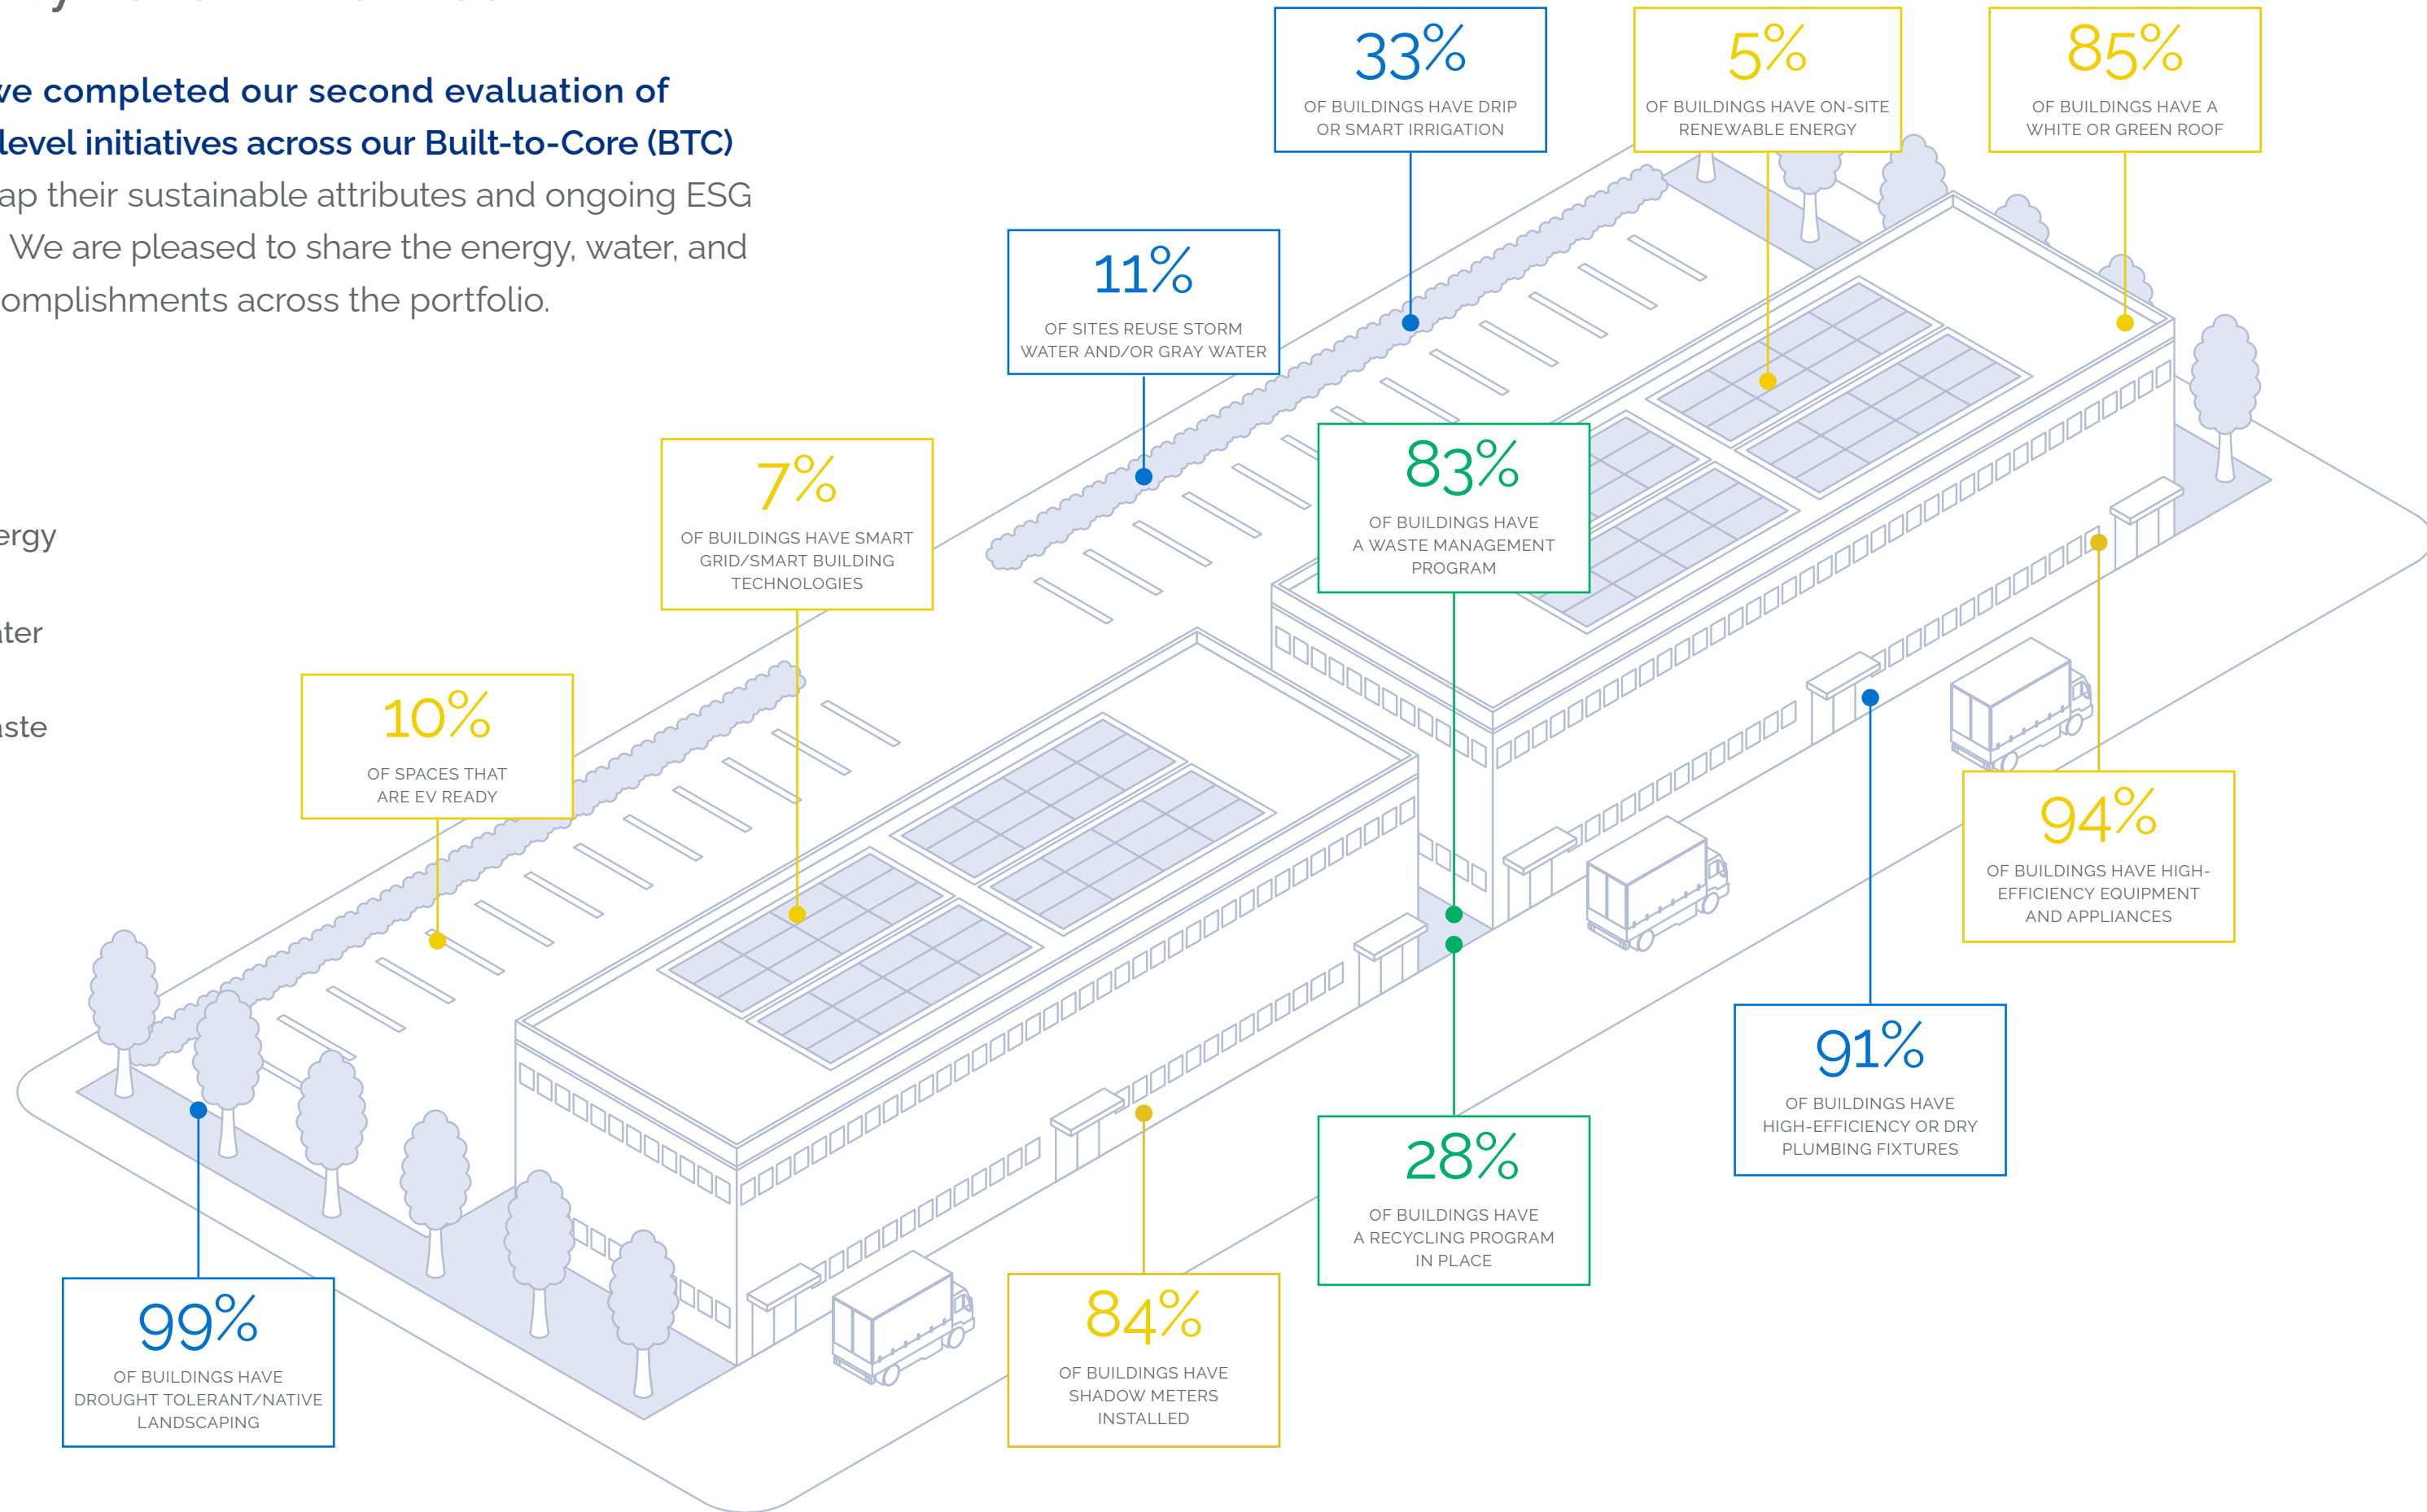 ve completed our second evaluation of
level initiatives across our Built-to-Core (BTC)
ap their sustainable attributes and ongoing ESG
We are pleased to share the energy, water, and
omplishments across the portfolio.
ergy
ater
aste
33%
OF BUILDINGS HAVE DRIP
OR SMART IRRIGATION
5%
OF BUILDINGS HAVE ON-SITE
RENEWABLE ENERGY
85%
OF BUILDINGS HAVE A
WHITE OR GREEN ROOF
11%
OF SITES REUSE STORM
WATER AND/OR GRAY WATER
7%
OF BUILDINGS HAVE SMART
GRID/SMART BUILDING
TECHNOLOGIES
83%
OF BUILDINGS HAVE
A WASTE MANAGEMENT
PROGRAM
10%
OF SPACES THAT
ARE EV READY
94%
OF BUILDINGS HAVE HIGH-
EFFICIENCY EQUIPMENT
AND APPLIANCES
91%
OF BUILDINGS HAVE
HIGH-EFFICIENCY OR DRY
PLUMBING FIXTURES
28%
OF BUILDINGS HAVE
A RECYCLING PROGRAM
IN PLACE
84%
OF BUILDINGS HAVE
SHADOW METERS
INSTALLED
99%
OF BUILDINGS HAVE
DROUGHT TOLERANT/NATIVE
LANDSCAPING